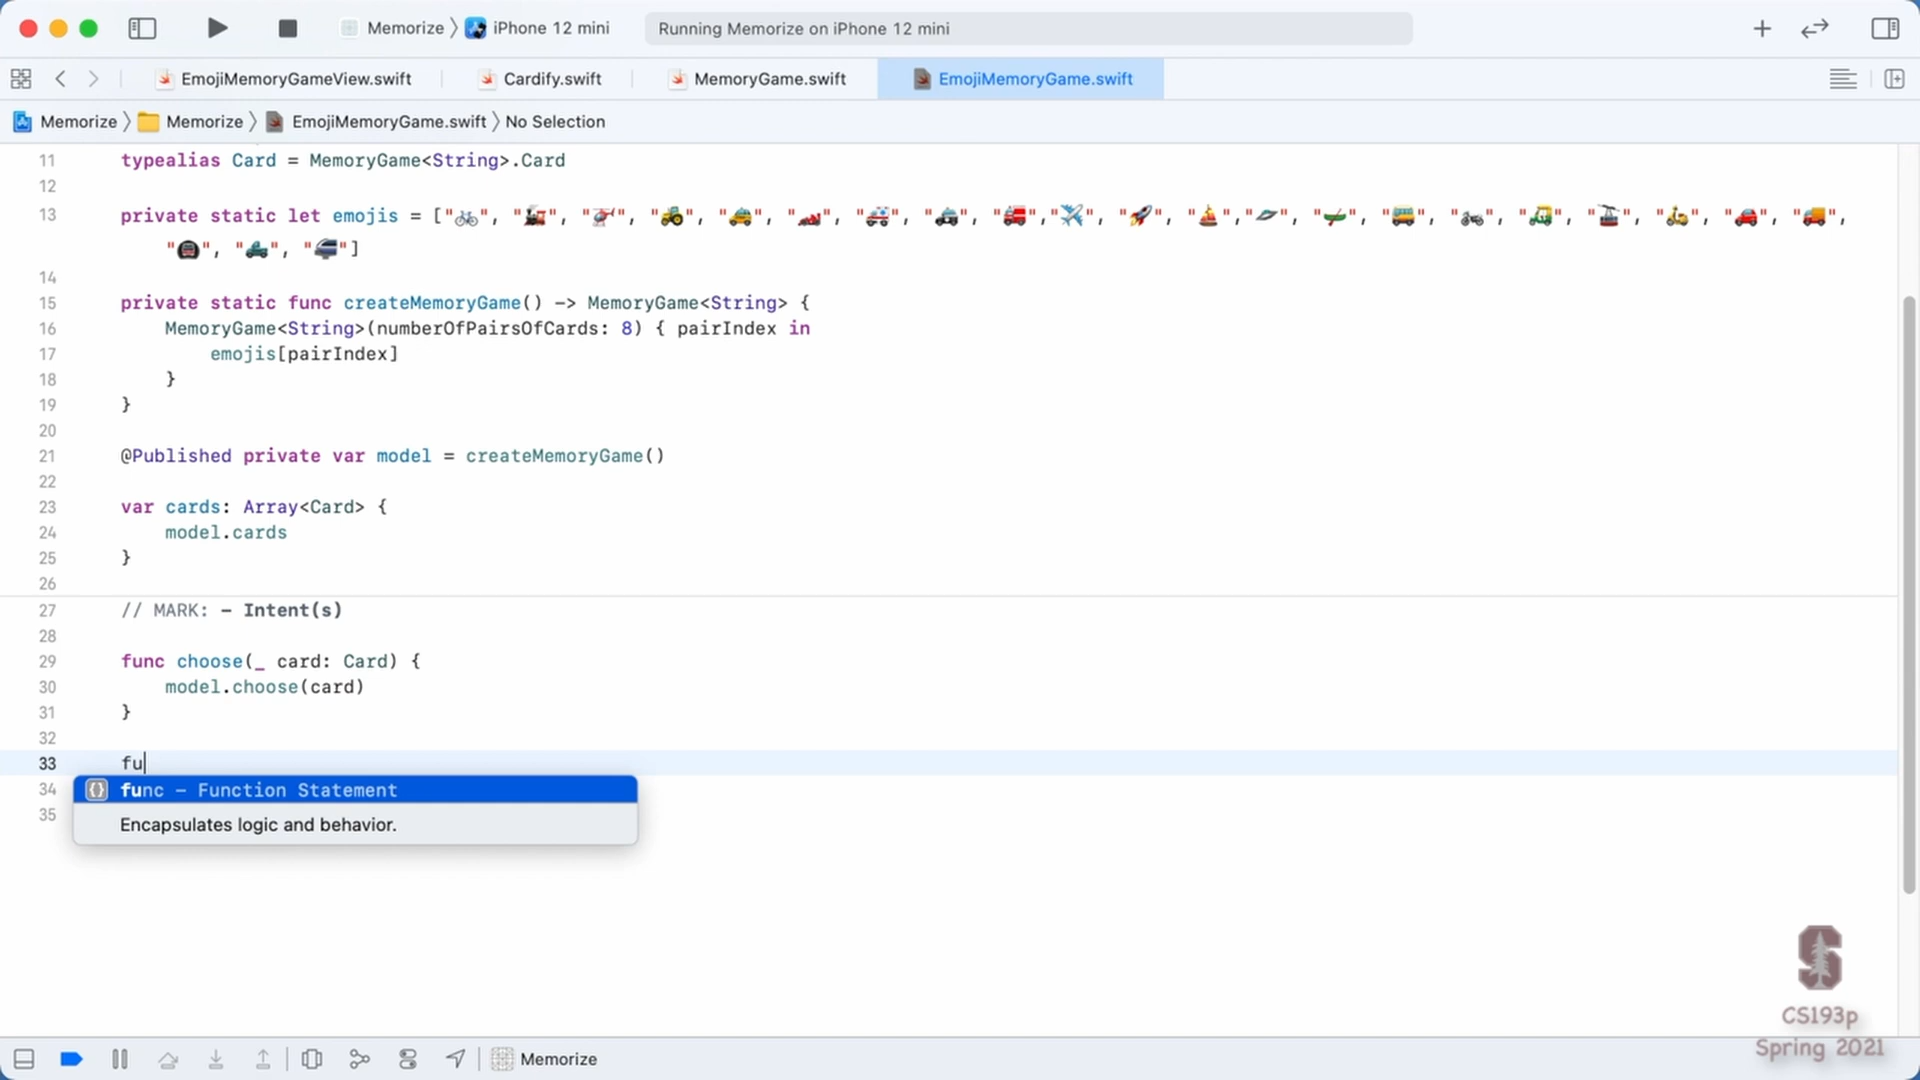 Memorize 〉 iPhone 12 mini
Running Memorize on iPhone 12 mini
EmojiMemoryGameView.swift
Cardify.swift
MemoryGame.swift
EmojiMemoryGame.swift
Memorize 〉 Memorize 〉 EmojiMemoryGame.swift 〉 No Selection
11 typealias Card = MemoryGame<String>.Card
12
13 private static let emojis = ["🚲", "🚂", "🚁", "🚜", "🚕", "🏎", "🚑", "🚓", "🚒","✈️", "🚀", "⛵️","🛸", "🛶", "🚌", "🏍", "🛺", "🚠", "🛵", "🚗", "🚚",
"🚇", "🛻", "🚝"]
14
15 private static func createMemoryGame() -> MemoryGame<String> {
16 MemoryGame<String>(numberOfPairsOfCards: 8) { pairIndex in
17 emojis[pairIndex]
18 }
19 }
20
21 @Published private var model = createMemoryGame()
22
23 var cards: Array<Card> {
24 model.cards
25 }
26
27 // MARK: - Intent(s)
28
29 func choose(_ card: Card) {
30 model.choose(card)
31 }
32
33 fu
34
func – Function Statement
35
Encapsulates logic and behavior.
S
CS193p
Spring 2021
Memorize